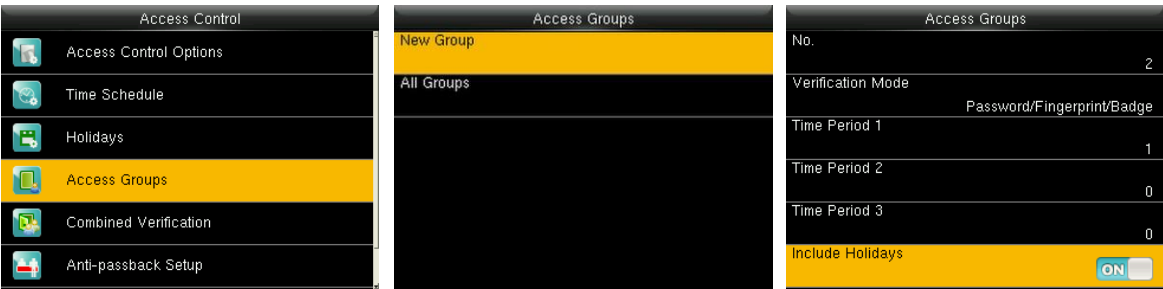 Access Control
Access Control Options
Time Schedule
Holidays
Access Groups
Combined Verification
Anti-passback Setup
Access Groups
New Group
All Groups
Access Groups
No.
2
Verification Mode
Password/Fingerprint/Badge
Time Period 1
1
Time Period 2
0
Time Period 3
0
Include Holidays
ON